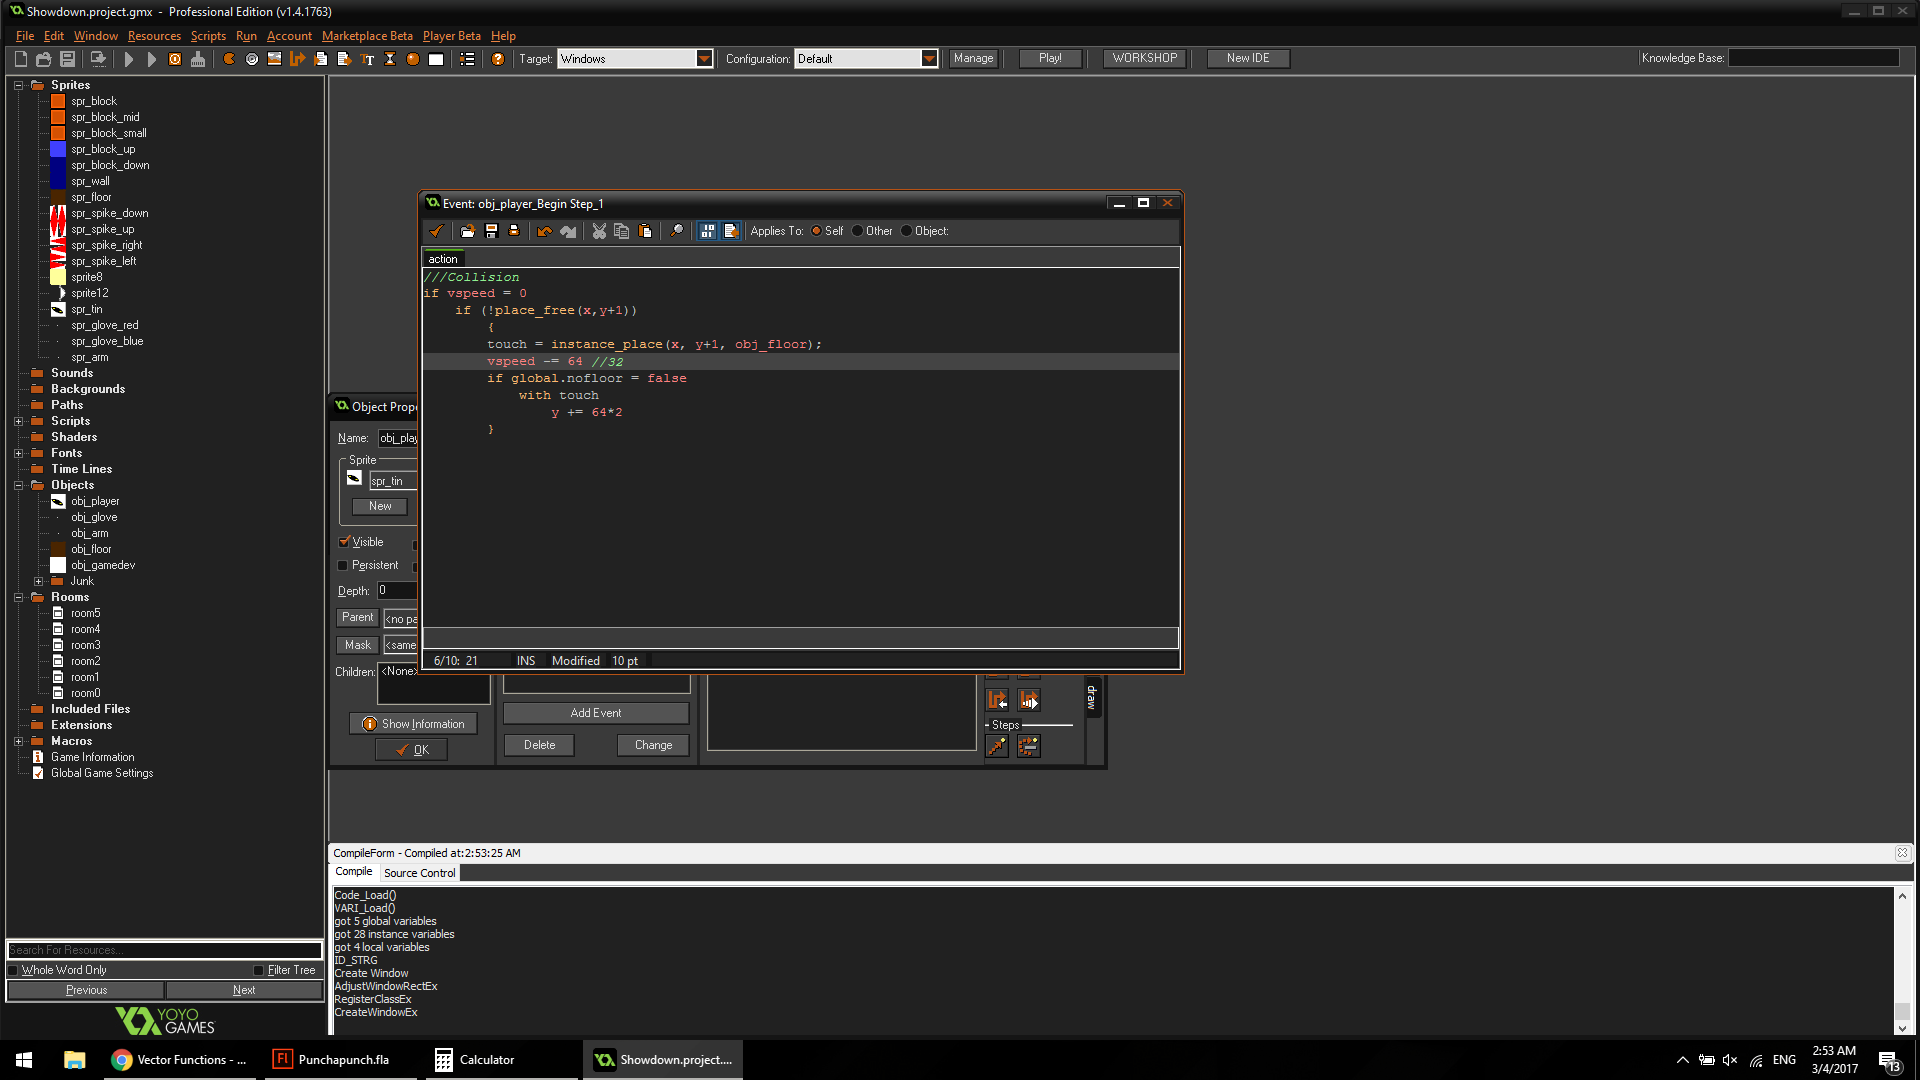 Showdown.project.gmx - Professional Edition (v1.4.1763)
File Edit Window Resources Scripts Run Account Marketplace Beta Player Beta Help
Target: Windows Configuration: Default Manage Play! WORKSHOP New IDE Knowledge Base:
Sprites
spr_block
spr_block_mid
spr_block_small
spr_block_up
spr_block_down
spr_wall
spr_floor
spr_spike_down
spr_spike_up
spr_spike_right
spr_spike_left
sprite8
sprite12
spr_tin
spr_glove_red
spr_glove_blue
spr_arm
Sounds
Backgrounds
Paths
Scripts
Shaders
Fonts
Time Lines
Objects
obj_player
obj_glove
obj_arm
obj_floor
obj_gamedev
Junk
Rooms
room5
room4
room3
room2
room1
room0
Included Files
Extensions
Macros
Game Information
Global Game Settings
Search For Resources...
Whole Word Only Filter Tree
Previous Next
YOYO
GAMES
Event: obj_player_Begin Step_1
Applies To: Self Other Object:
action
///Collision
if vspeed = 0
if (!place_free(x,y+1))
{
touch = instance_place(x, y+1, obj_floor);
vspeed -= 64 //32
if global.nofloor = false
with touch
y += 64*2
}
6/10: 21 INS Modified 10 pt
Object Prop
Name: obj_play
Sprite
spr_tin
New
Visible
Persistent
Depth: 0
Parent <no pa
Mask <same
Children: <None>
Show Information
OK
Add Event
Delete Change
Steps
draw
CompileForm - Compiled at:2:53:25 AM
Compile Source Control
Code_Load()
VARI_Load()
got 5 global variables
got 28 instance variables
got 4 local variables
ID_STRG
Create Window
AdjustWindowRectEx
RegisterClassEx
CreateWindowEx
Vector Functions - ...
Fl Punchapunch.fla
Calculator
Showdown.project....
ENG
2:53 AM
3/4/2017
13